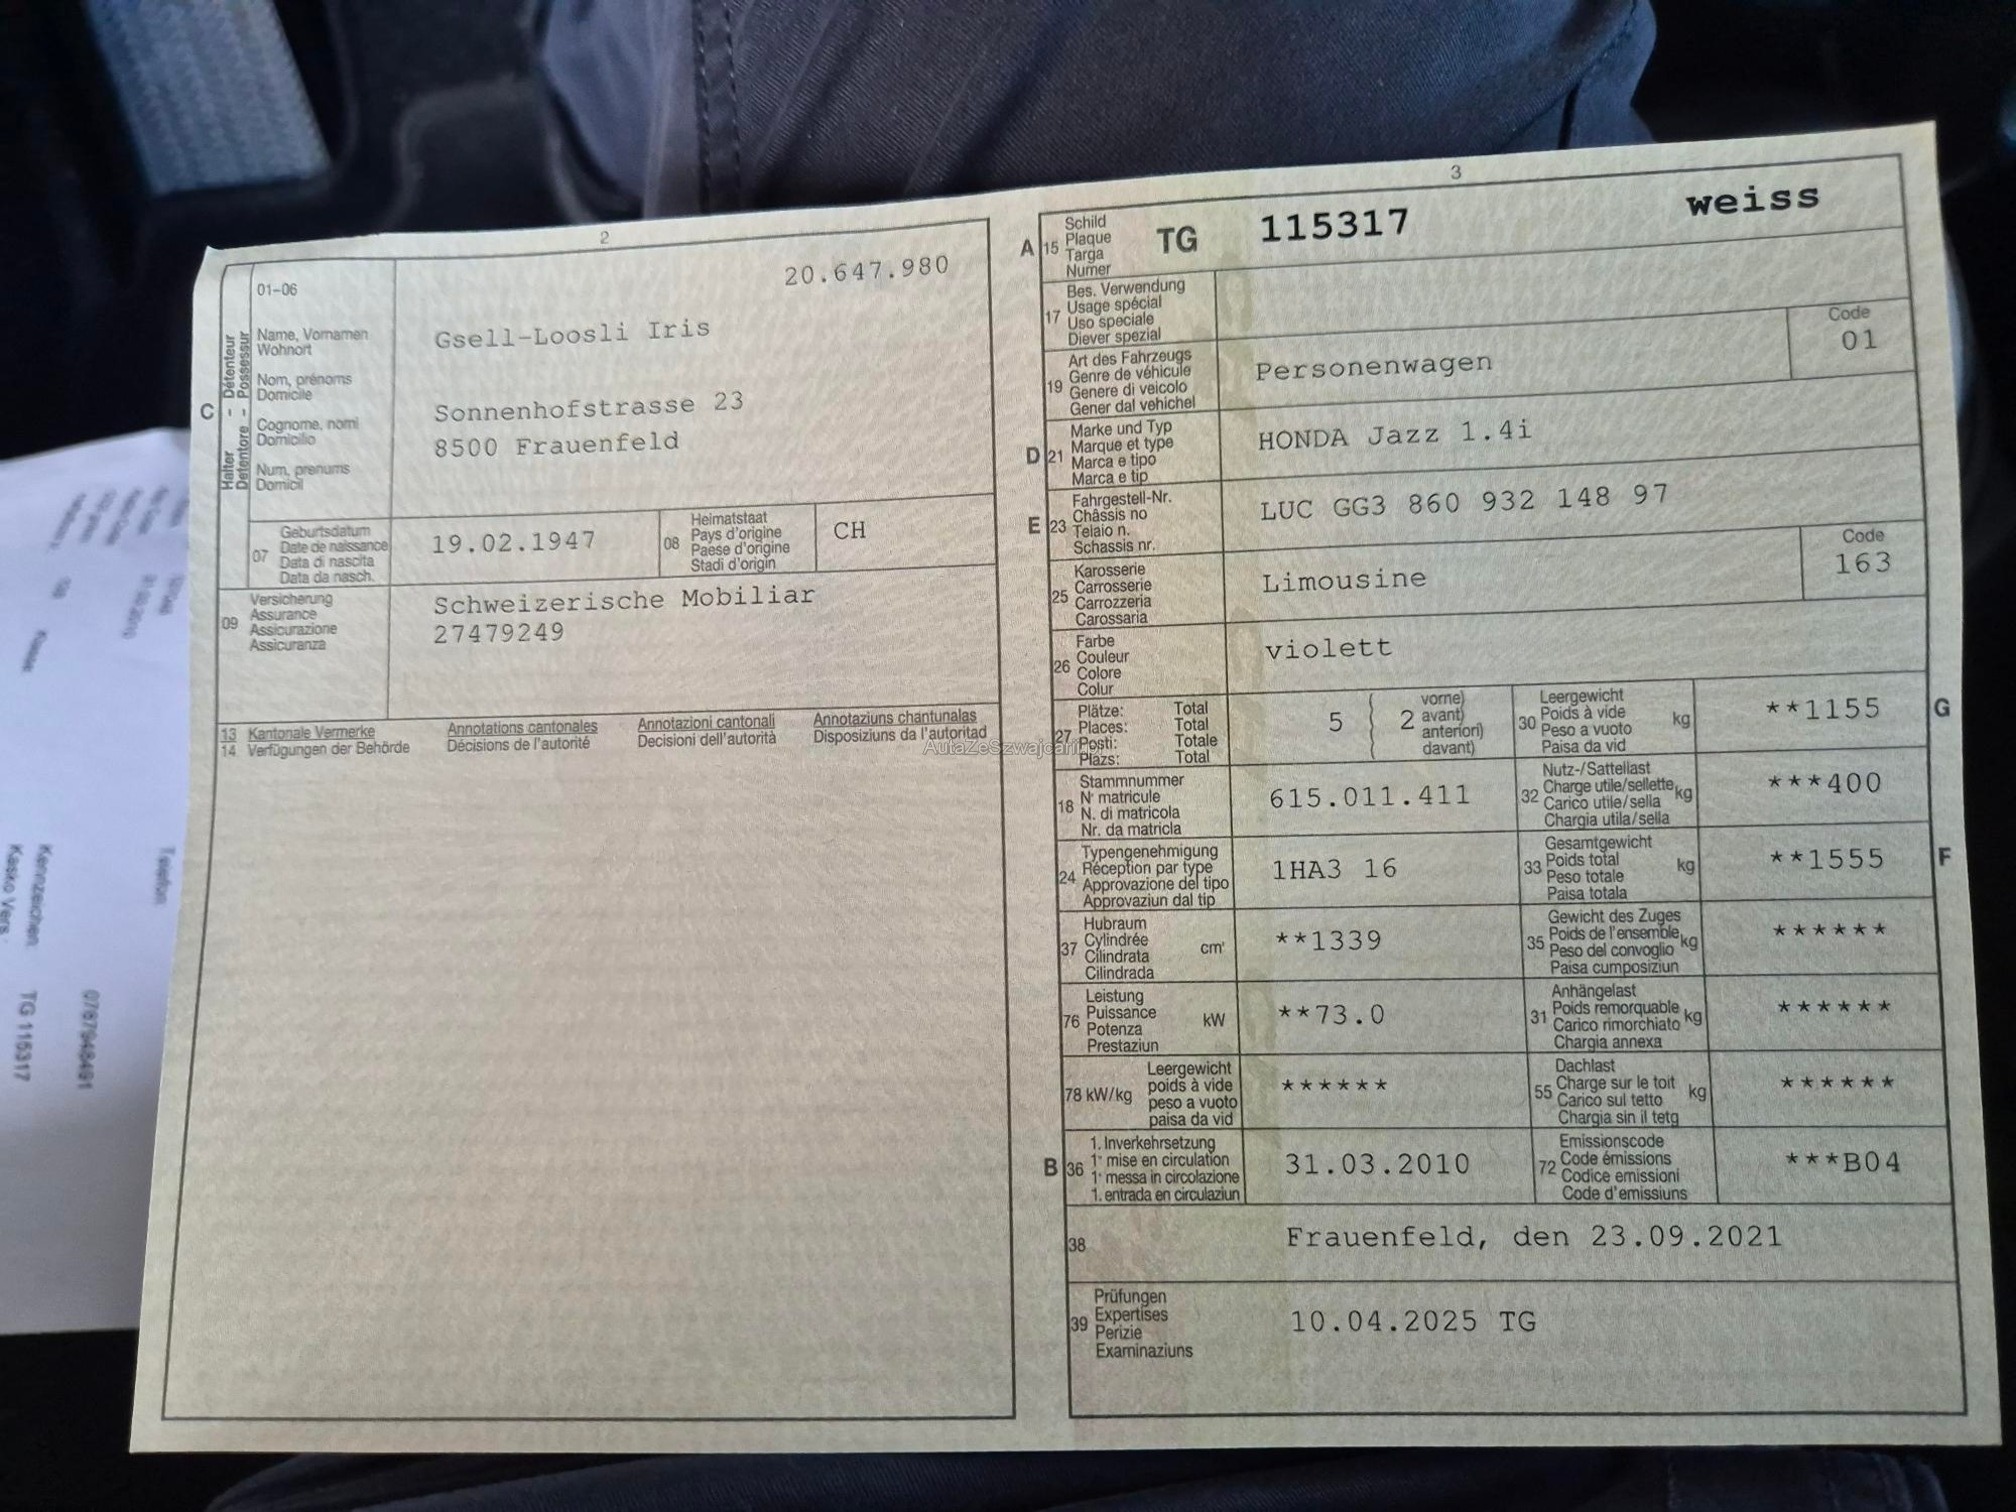 2
01-06
20.647.980
Halter - Détenteur
Detentore - Possessur
C
Name, Vornamen
Wohnort
Nom, prénoms
Domicile
Cognome, nomi
Domicilio
Num, prenums
Domicil
Gsell-Loosli Iris
Sonnenhofstrasse 23
8500 Frauenfeld
07
Geburtsdatum
Date de naissance
Data di nascita
Data da nasch.
19.02.1947
08
Heimatstaat
Pays d'origine
Paese d'origine
Stadi d'origin
CH
09
Versicherung
Assurance
Assicurazione
Assicuranza
Schweizerische Mobiliar
27479249
13 Kantonale Vermerke Annotations cantonales Annotazioni cantonali Annotaziuns chantunalas
14 Verfügungen der Behörde Décisions de l'autorité Decisioni dell'autorità Disposiziuns da l'autoritad
3
A 15
Schild
Plaque
Targa
Numer
TG 115317 weiss
17
Bes. Verwendung
Usage spécial
Uso speciale
Diever spezial
19
Art des Fahrzeugs
Genre de véhicule
Genere di veicolo
Gener dal vehichel
Personenwagen
Code
01
D 21
Marke und Typ
Marque et type
Marca e tipo
Marca e tip
HONDA Jazz 1.4i
E 23
Fahrgestell-Nr.
Châssis no
Telaio n.
Schassis nr.
LUC GG3 860 932 148 97
25
Karosserie
Carrosserie
Carrozzeria
Carossaria
Limousine
Code
163
26
Farbe
Couleur
Colore
Colur
violett
27
Plätze: Total
Places: Total
Posti: Totale
Plazs: Total
5
2
vorne)
avant)
anteriori)
davant)
30
Leergewicht
Poids à vide
Peso a vuoto
Paisa da vid
kg
**1155
G
18
Stammnummer
N° matricule
N. di matricola
Nr. da matricla
615.011.411
32
Nutz-/Sattellast
Charge utile/sellette
Carico utile/sella
Chargia utila/sella
kg
***400
24
Typengenehmigung
Réception par type
Approvazione del tipo
Approvaziun dal tip
1HA3 16
33
Gesamtgewicht
Poids total
Peso totale
Paisa totala
kg
**1555
F
37
Hubraum
Cylindrée
Cilindrata
Cilindrada
cm³
**1339
35
Gewicht des Zuges
Poids de l'ensemble
Peso del convoglio
Paisa cumposiziun
kg
******
76
Leistung
Puissance
Potenza
Prestaziun
kW
**73.0
31
Anhängelast
Poids remorquable
Carico rimorchiato
Chargia annexa
kg
******
78 kW/kg
Leergewicht
poids à vide
peso a vuoto
paisa da vid
******
55
Dachlast
Charge sur le toit
Carico sul tetto
Chargia sin il tetg
kg
******
B 36
1. Inverkehrsetzung
1° mise en circulation
1° messa in circolazione
1. entrada en circulaziun
31.03.2010
72
Emissionscode
Code émissions
Codice emissioni
Code d'emissiuns
***B04
38
Frauenfeld, den 23.09.2021
39
Prüfungen
Expertises
Perizie
Examinaziuns
10.04.2025 TG
Telefon:
Kennzeichen: TG 115317
Kasko Vers.: